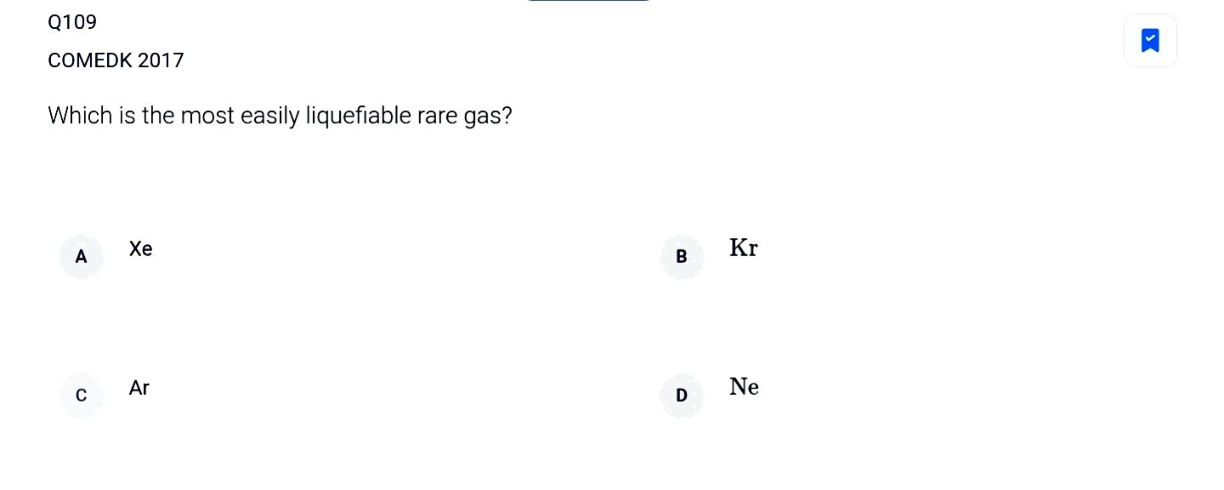 Q109
COMEDK 2017
Which is the most easily liquefiable rare gas?
A Xe
B Kr
C Ar
D Ne